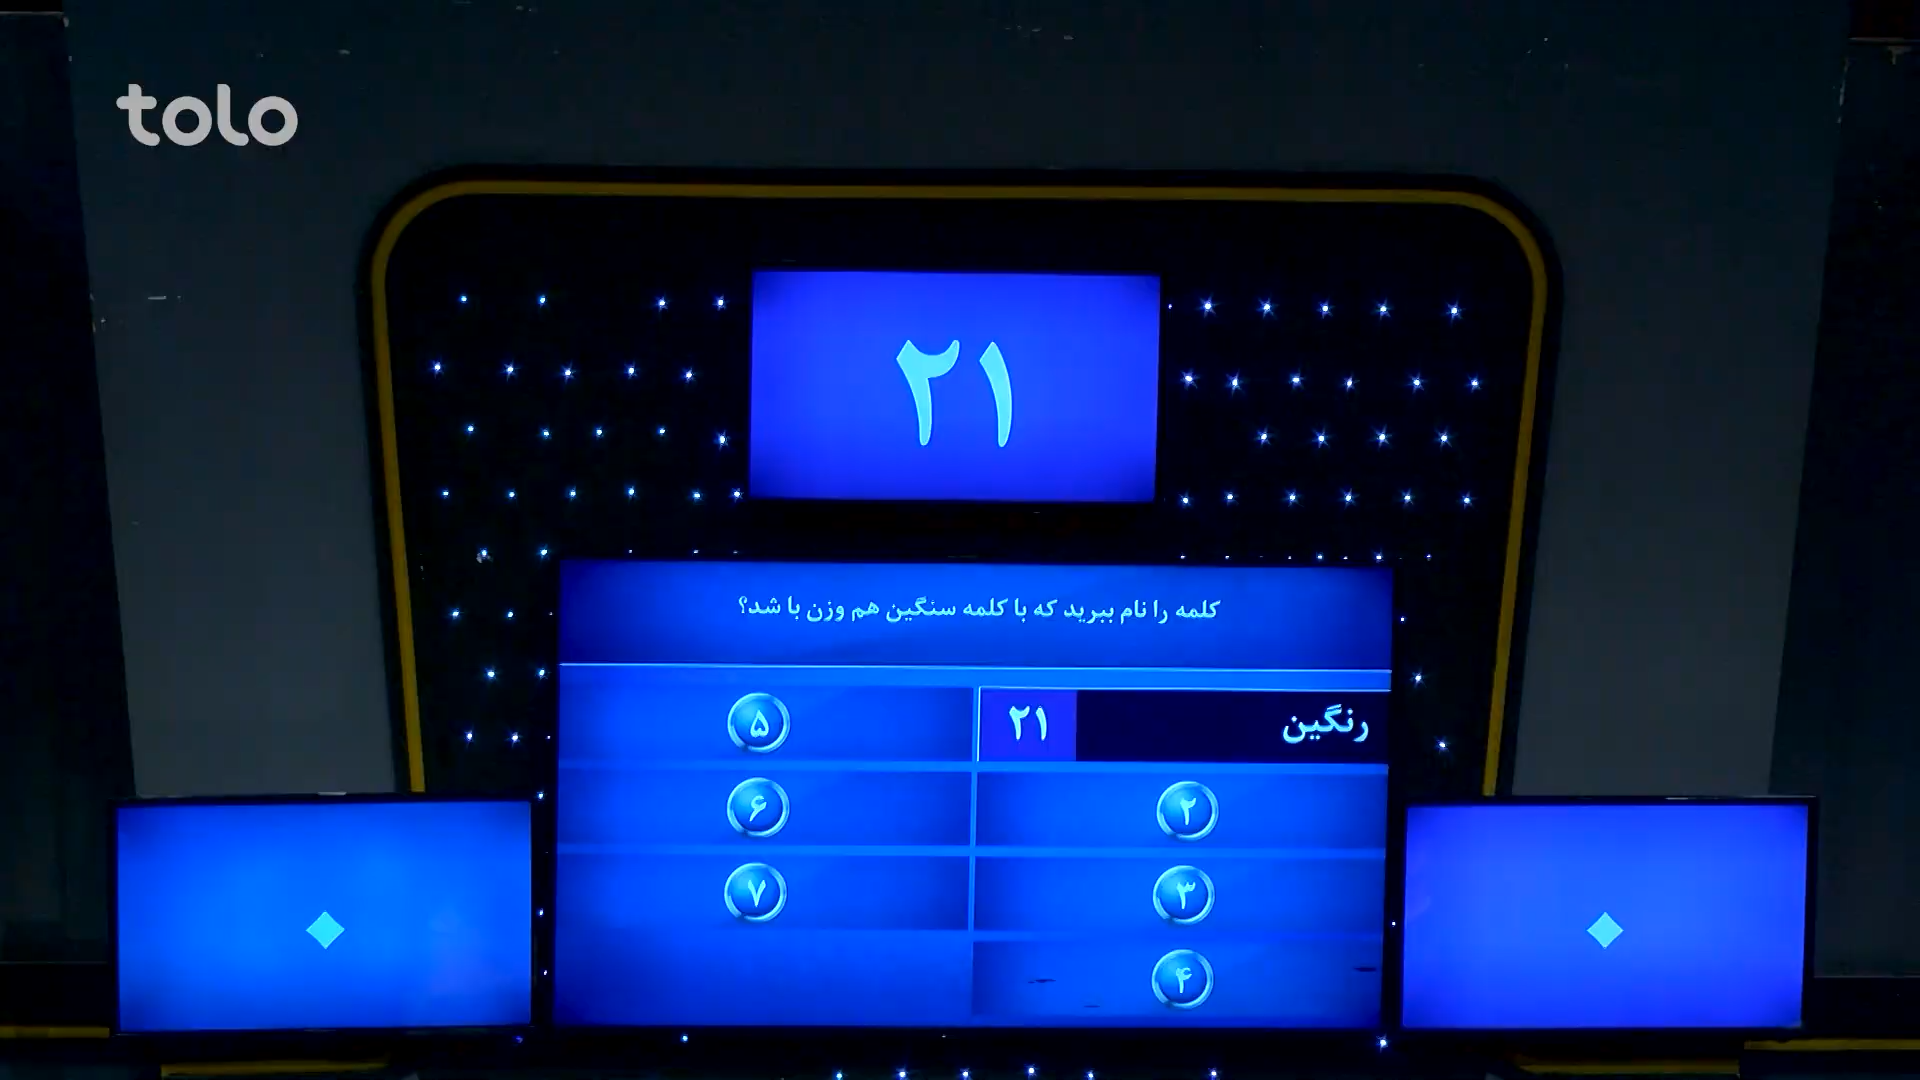 tolo
۲۱
کلمه را نام ببرید که با کلمه سنگین هم وزن با شد؟
رنگین ۲۱
۵
۲
۶
۳
۷
۴